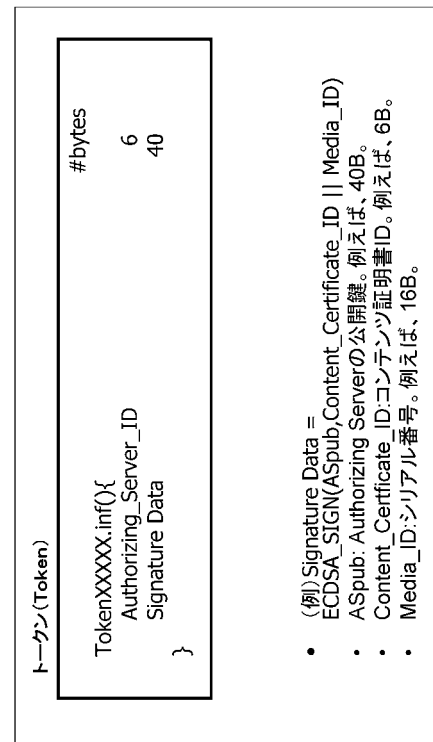 トークン(Token)
#bytes
TokenXXXXX.inf(){
Authorizing_Server_ID 6
Signature Data 40
}
• (例) Signature Data =
ECDSA_SIGN(ASpub,Content_Certificate_ID || Media_ID)
• ASpub: Authorizing Serverの公開鍵。例えば、40B。
• Content_Certficate_ID:コンテンツ証明書ID。例えば、6B。
• Media_ID:シリアル番号。例えば、16B。